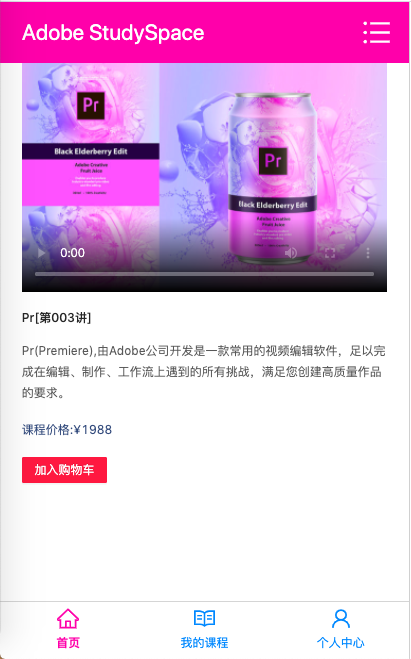 Adobe StudySpace
Pr
Black Elderberry Edit
Adobe Creative
Fruit Juice
Pr
Black Elderberry Edit
0:00
Pr[第003讲]
Pr(Premiere),由Adobe公司开发是一款常用的视频编辑软件，足以完
成在编辑、制作、工作流上遇到的所有挑战，满足您创建高质量作品
的要求。
课程价格:¥1988
加入购物车
首页
我的课程
个人中心